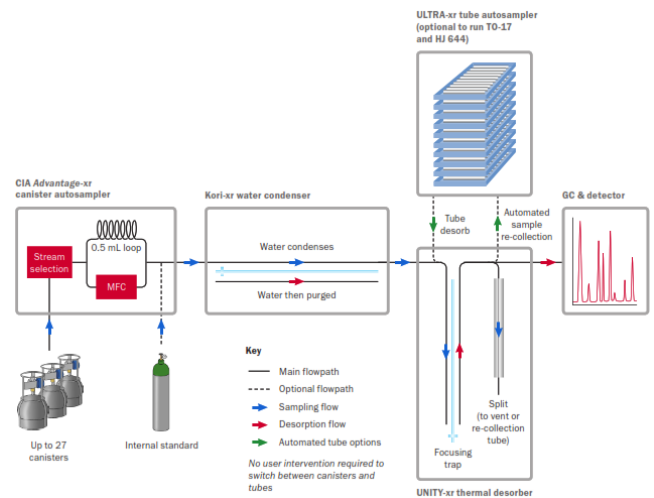 ULTRA-xr tube autosampler
(optional to run TO-17
and HJ 644)
CIA Advantage-xr
canister autosampler
Kori-xr water condenser
GC & detector
Tube
desorb
Automated
sample
re-collection
Stream
selection
0.5 mL loop
MFC
Water condenses
Water then purged
Up to 27
canisters
Internal standard
Key
Main flowpath
Optional flowpath
Sampling flow
Desorption flow
Automated tube options
No user intervention required to
switch between canisters and
tubes
Split
(to vent or
re-collection
tube)
Focusing
trap
UNITY-xr thermal desorber